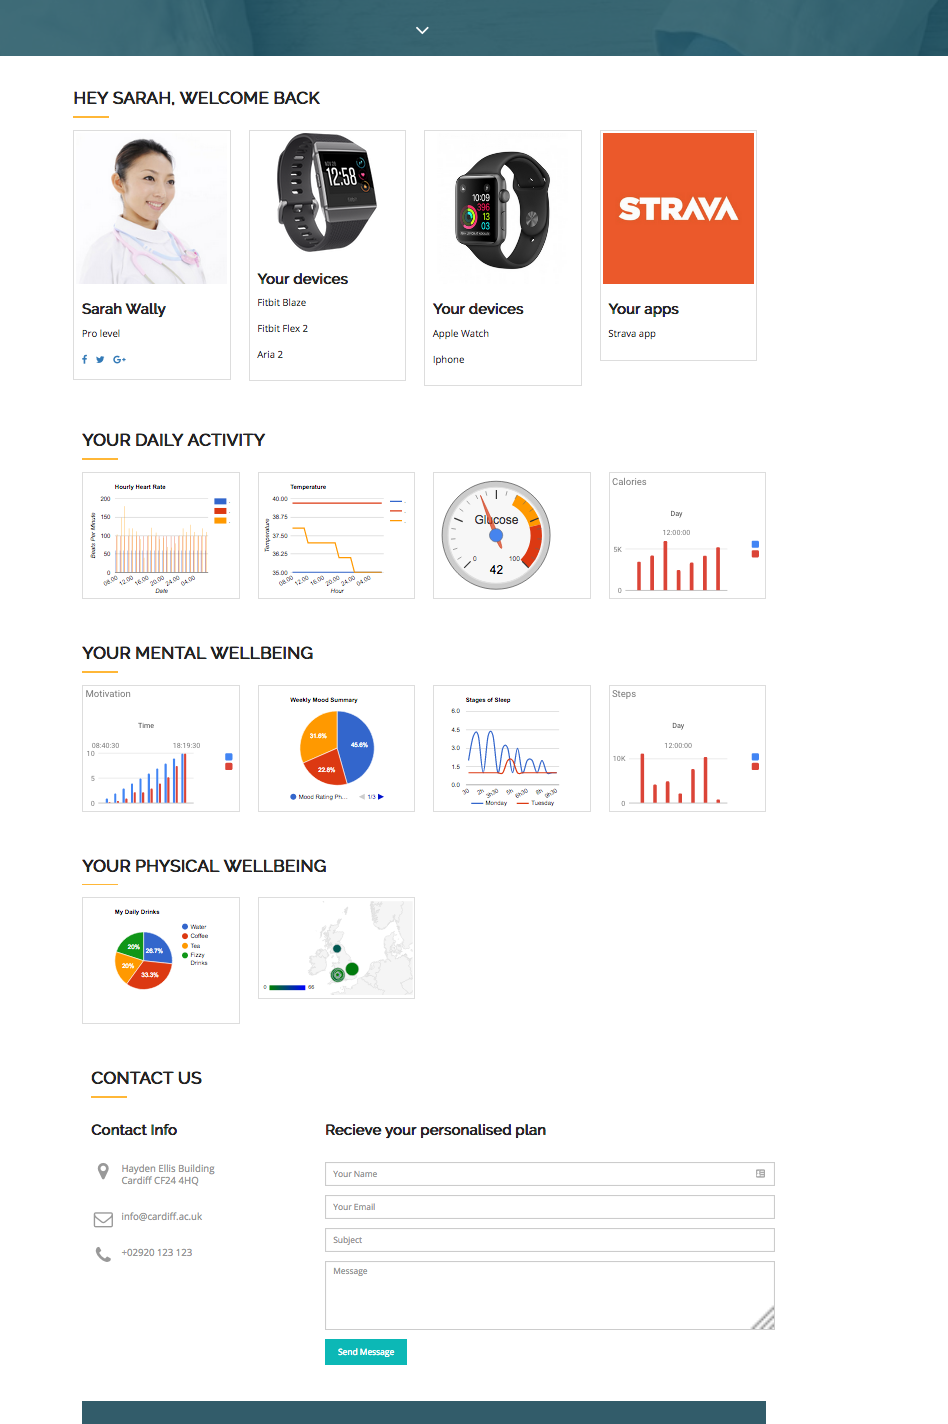 HEY SARAH, WELCOME BACK
12:58
10:09
396
13
03
STRAVA
Sarah Wally
Pro level
Your devices
Fitbit Blaze
Fitbit Flex 2
Aria 2
Your devices
Apple Watch
Iphone
Your apps
Strava app
YOUR DAILY ACTIVITY
Hourly Heart Rate
200
150
100
50
0
Beats Per Minute
08.00 12.00 16.00 20.00 24.00 04.00
Date
Temperature
40.00
38.75
37.50
36.25
35.00
Temperature
08.00 12.00 16.00 20.00 24.00 04.00
Hour
Glucose
0 100
42
Calories
Day
12:00:00
5K
0
YOUR MENTAL WELLBEING
Motivation
Time
08:40:30 18:19:30
10
5
0
Weekly Mood Summary
45.6%
22.8%
31.6%
Mood Rating Ph...
1/3
Stages of Sleep
6.0
4.5
3.0
1.5
0.0
2h 3h30 5h 6h30 8h 9h30
Monday Tuesday
Steps
Day
12:00:00
10K
0
YOUR PHYSICAL WELLBEING
My Daily Drinks
26.7%
33.3%
20%
20%
Water
Coffee
Tea
Fizzy
Drinks
0 66
CONTACT US
Contact Info
Hayden Ellis Building
Cardiff CF24 4HQ
info@cardiff.ac.uk
+02920 123 123
Recieve your personalised plan
Your Name
Your Email
Subject
Message
Send Message